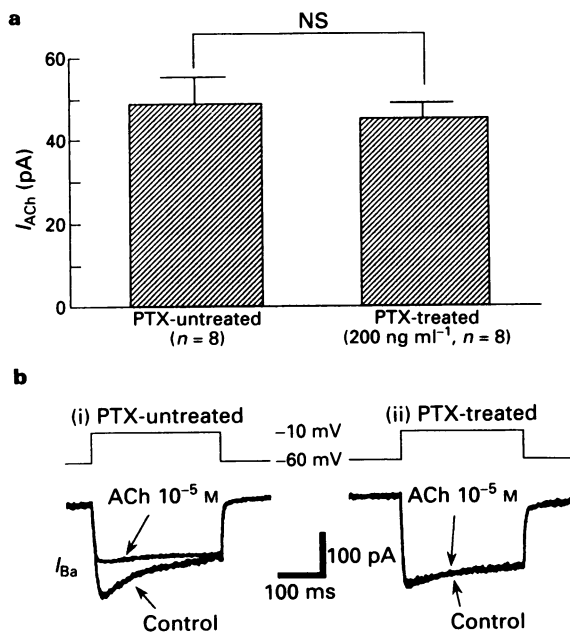 a
NS
60
40
20
0
I_ACh (pA)
PTX-untreated
(n = 8)
PTX-treated
(200 ng ml⁻¹, n = 8)
b
(i) PTX-untreated
(ii) PTX-treated
−10 mV
−60 mV
ACh 10⁻⁵ M
ACh 10⁻⁵ M
I_Ba
Control
100 pA
100 ms
Control